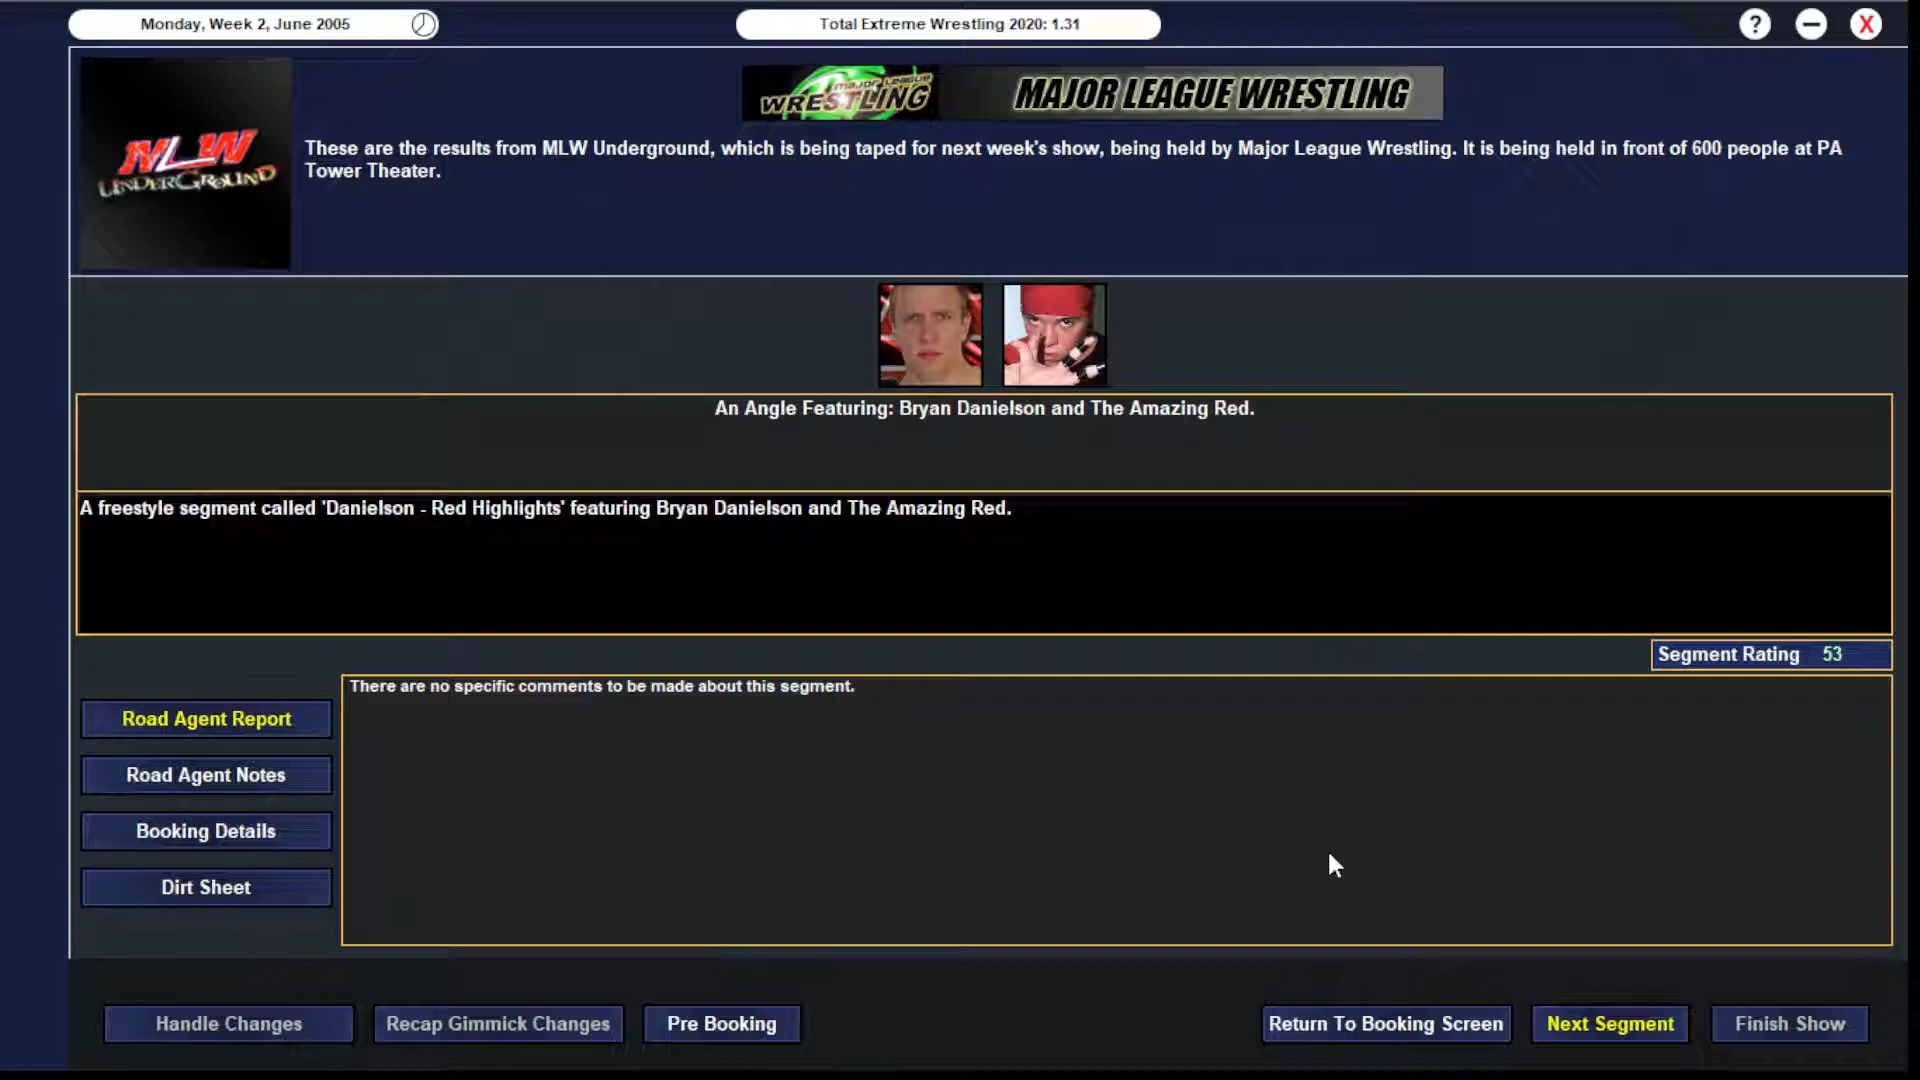 Monday, Week 2, June 2005
Total Extreme Wrestling 2020: 1.31
?
X
MAJOR LEAGUE
WRESTLING
MAJOR LEAGUE WRESTLING
MLW
UNDERGROUND
These are the results from MLW Underground, which is being taped for next week's show, being held by Major League Wrestling. It is being held in front of 600 people at PA
Tower Theater.
An Angle Featuring: Bryan Danielson and The Amazing Red.
A freestyle segment called 'Danielson - Red Highlights' featuring Bryan Danielson and The Amazing Red.
Segment Rating 53
There are no specific comments to be made about this segment.
Road Agent Report
Road Agent Notes
Booking Details
Dirt Sheet
Handle Changes
Recap Gimmick Changes
Pre Booking
Return To Booking Screen
Next Segment
Finish Show